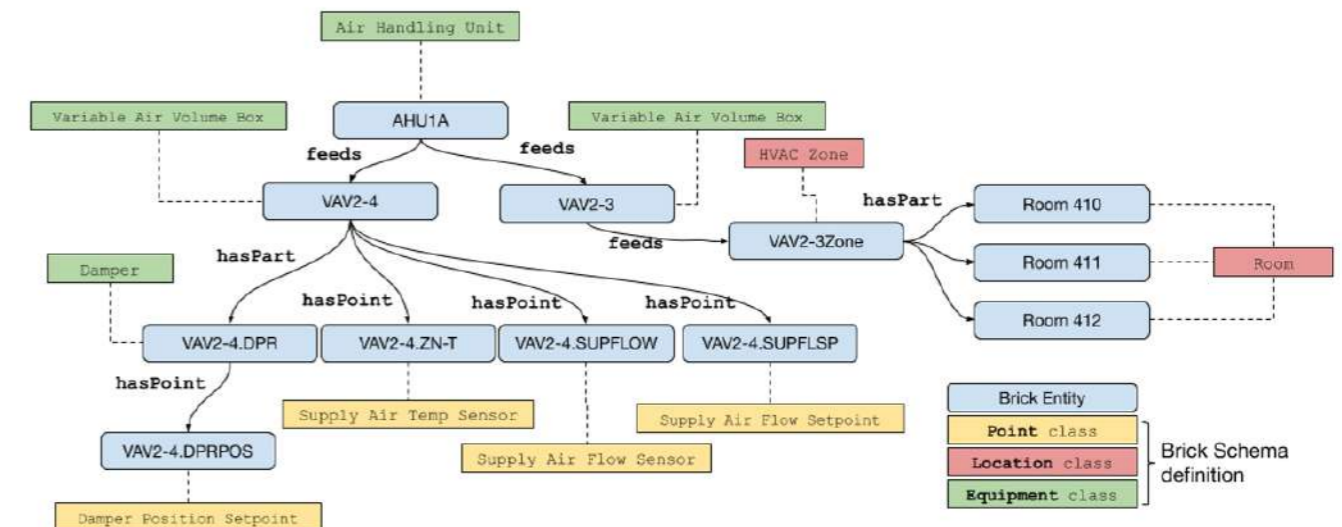 Air Handling Unit
Variable Air Volume Box
AHU1A
Variable Air Volume Box
feeds
feeds
HVAC Zone
VAV2-4
VAV2-3
hasPart
Room 410
feeds
VAV2-3Zone
hasPart
Damper
Room 411
Room
hasPoint
hasPoint
hasPoint
Room 412
VAV2-4.DPR
VAV2-4.ZN-T
VAV2-4.SUPFLOW
VAV2-4.SUPFLSP
hasPoint
Supply Air Temp Sensor
Supply Air Flow Setpoint
Brick Entity
Point class
VAV2-4.DPRPOS
Supply Air Flow Sensor
Location class
Brick Schema
definition
Equipment class
Damper Position Setpoint